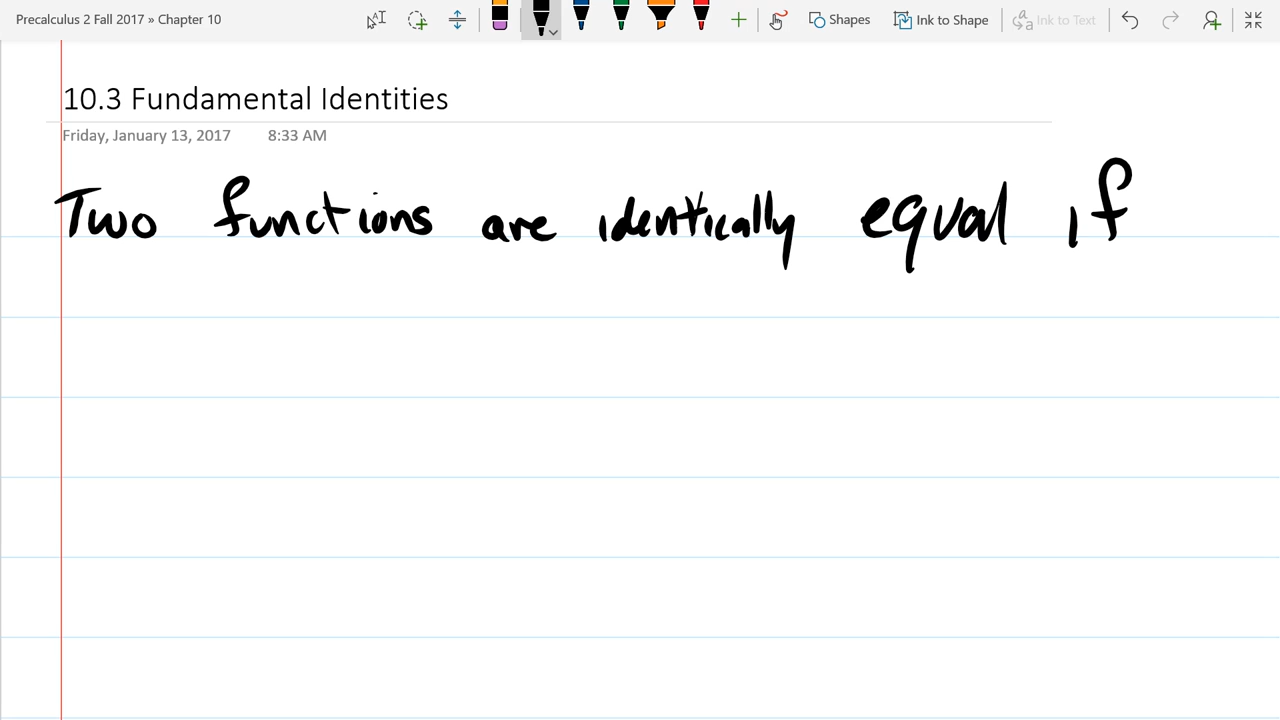 Precalculus 2 Fall 2017 » Chapter 10
Shapes
Ink to Shape
Ink to Text
10.3 Fundamental Identities
Friday, January 13, 2017 8:33 AM
Two functions are identically equal if